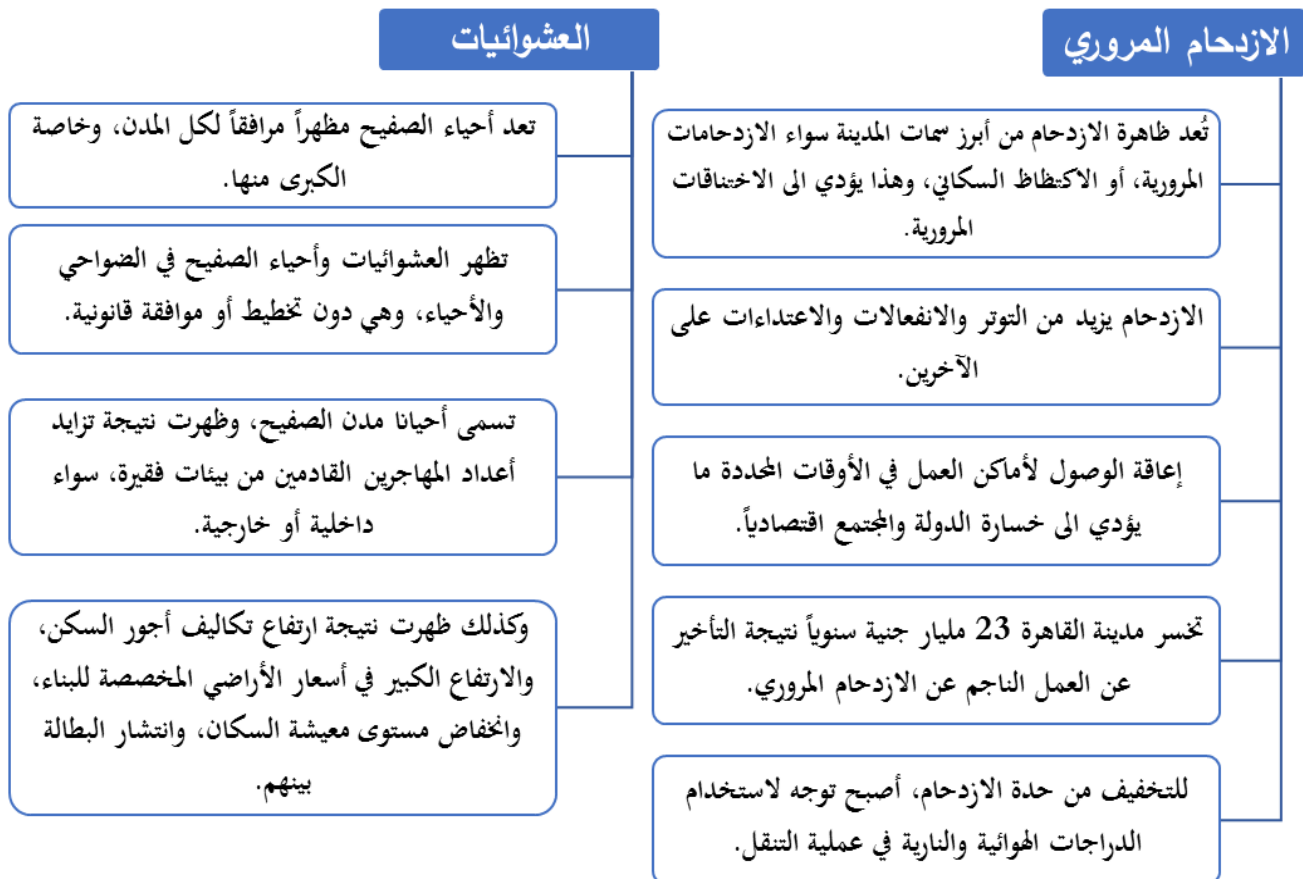 الازدحام المروري
تُعد ظاهرة الازدحام من أبرز سمات المدينة سواء الازدحامات
المرورية، أو الاكتظاظ السكاني، وهذا يؤدي الى الاختناقات
المرورية.
الازدحام يزيد من التوتر والانفعالات والاعتداءات على
الآخرين.
إعاقة الوصول لأماكن العمل في الأوقات المحددة ما
يؤدي الى خسارة الدولة والمجتمع اقتصادياً.
تخسر مدينة القاهرة 23 مليار جنية سنوياً نتيجة التأخير
عن العمل الناجم عن الازدحام المروري.
للتخفيف من حدة الازدحام، أصبح توجه لاستخدام
الدراجات الهوائية والنارية في عملية التنقل.
العشوائيات
تعد أحياء الصفيح مظهراً مرافقاً لكل المدن، وخاصة
الكبرى منها.
تظهر العشوائيات وأحياء الصفيح في الضواحي
والأحياء، وهي دون تخطيط أو موافقة قانونية.
تسمى أحيانا مدن الصفيح، وظهرت نتيجة تزايد
أعداد المهاجرين القادمين من بيئات فقيرة، سواء
داخلية أو خارجية.
وكذلك ظهرت نتيجة ارتفاع تكاليف أجور السكن،
والارتفاع الكبير في أسعار الأراضي المخصصة للبناء،
وانخفاض مستوى معيشة السكان، وانتشار البطالة
بينهم.